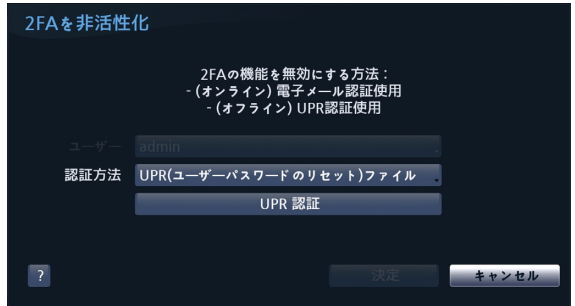 2FAを非活性化
2FAの機能を無効にする方法：
- (オンライン) 電子メール認証使用
- (オフライン) UPR認証使用
ユーザー admin
認証方法 UPR(ユーザーパスワードのリセット)ファイル
UPR 認証
? 決定 キャンセル